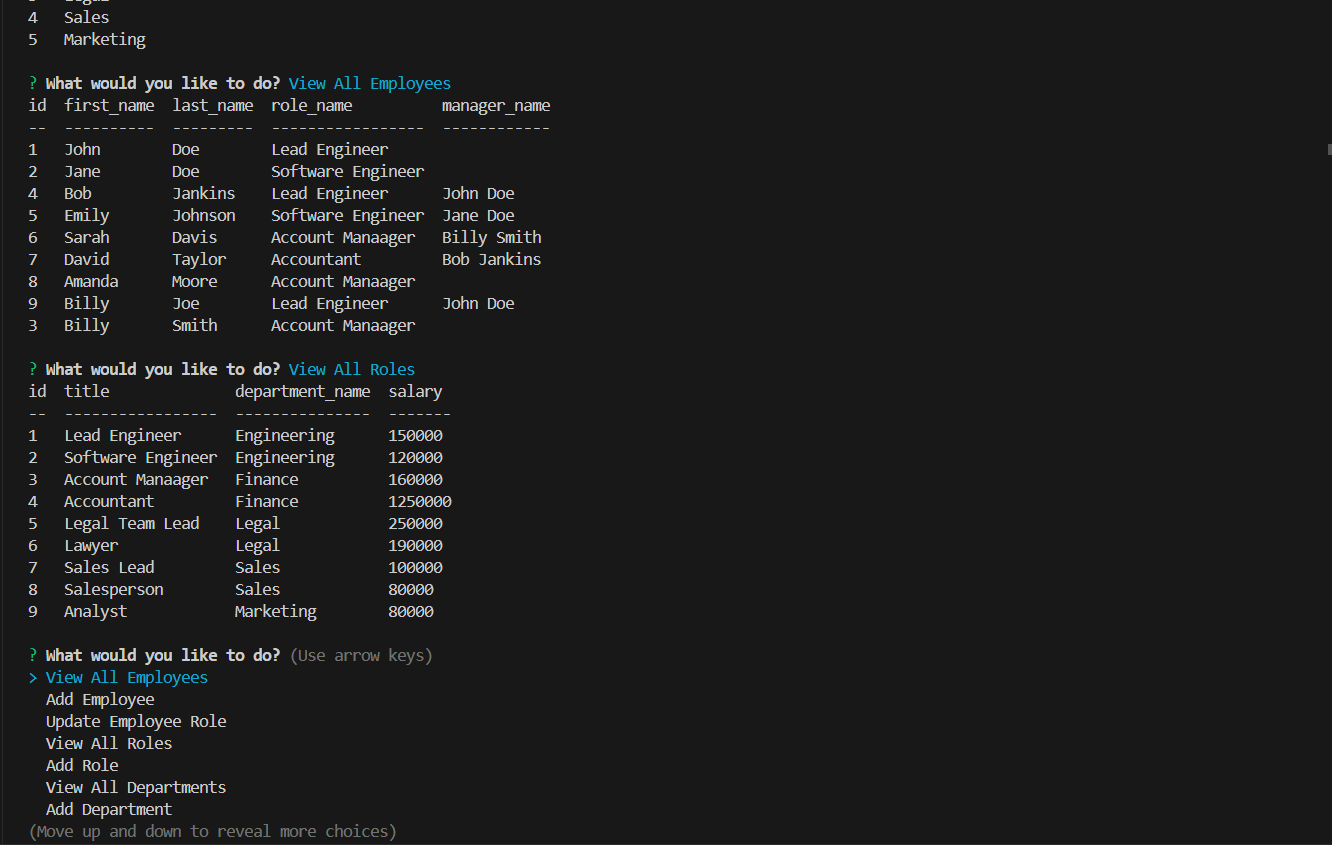 4 Sales
5 Marketing
? What would you like to do? View All Employees
id first_name last_name role_name manager_name
-- ---------- --------- ----------------- ------------
1 John Doe Lead Engineer
2 Jane Doe Software Engineer
4 Bob Jankins Lead Engineer John Doe
5 Emily Johnson Software Engineer Jane Doe
6 Sarah Davis Account Manaager Billy Smith
7 David Taylor Accountant Bob Jankins
8 Amanda Moore Account Manaager
9 Billy Joe Lead Engineer John Doe
3 Billy Smith Account Manaager
? What would you like to do? View All Roles
id title department_name salary
-- ----------------- --------------- -------
1 Lead Engineer Engineering 150000
2 Software Engineer Engineering 120000
3 Account Manaager Finance 160000
4 Accountant Finance 1250000
5 Legal Team Lead Legal 250000
6 Lawyer Legal 190000
7 Sales Lead Sales 100000
8 Salesperson Sales 80000
9 Analyst Marketing 80000
? What would you like to do? (Use arrow keys)
> View All Employees
Add Employee
Update Employee Role
View All Roles
Add Role
View All Departments
Add Department
(Move up and down to reveal more choices)